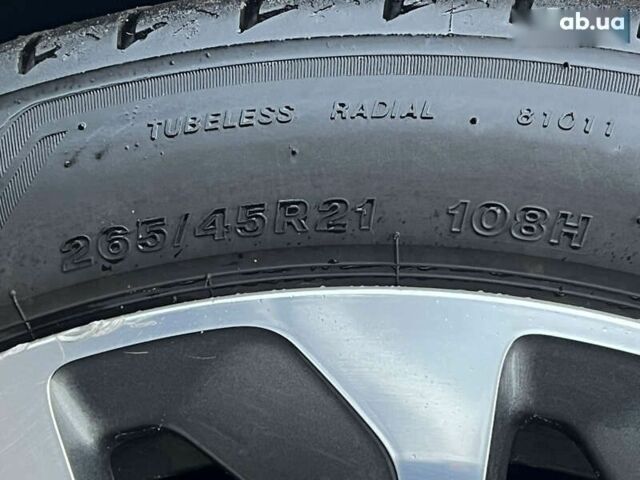 ab.ua
TUBELESS RADIAL 81011
265/45R21 108H